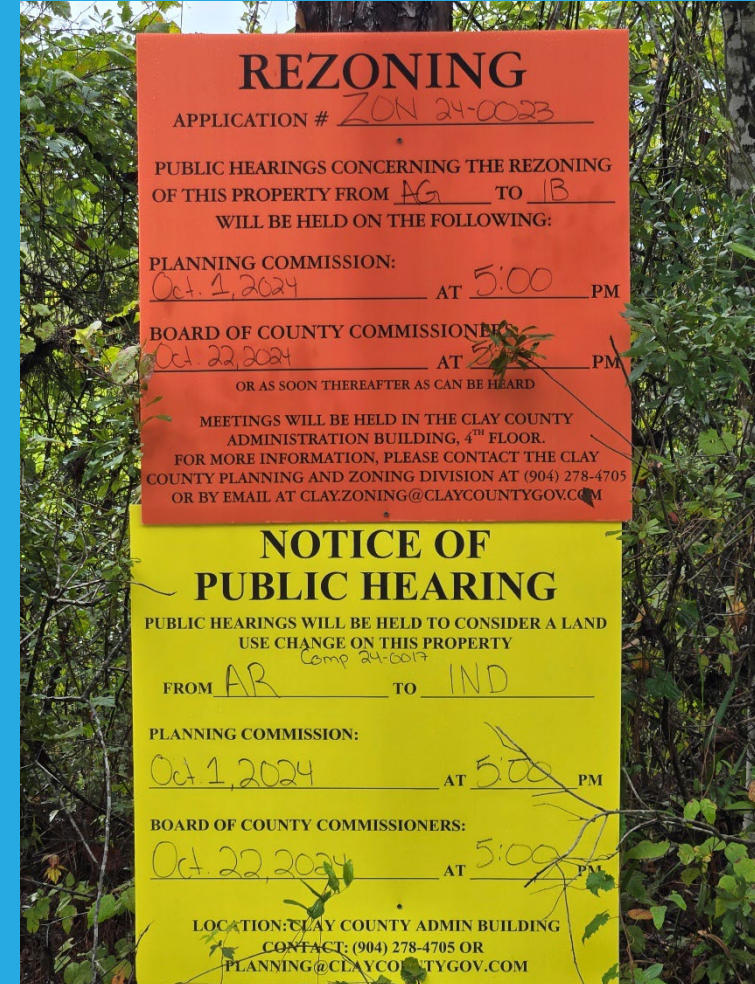 REZONING
APPLICATION # ZON 24-0023
PUBLIC HEARINGS CONCERNING THE REZONING
OF THIS PROPERTY FROM AG TO IB
WILL BE HELD ON THE FOLLOWING:
PLANNING COMMISSION:
Oct. 1, 2024 AT 5:00 PM
BOARD OF COUNTY COMMISSIONERS
Oct. 22, 2024 AT PM
OR AS SOON THEREAFTER AS CAN BE HEARD
MEETINGS WILL BE HELD IN THE CLAY COUNTY
ADMINISTRATION BUILDING, 4TH FLOOR.
FOR MORE INFORMATION, PLEASE CONTACT THE CLAY
COUNTY PLANNING AND ZONING DIVISION AT (904) 278-4705
OR BY EMAIL AT CLAY.ZONING@CLAYCOUNTYGOV.COM
NOTICE OF
PUBLIC HEARING
PUBLIC HEARINGS WILL BE HELD TO CONSIDER A LAND
USE CHANGE ON THIS PROPERTY
Comp 24-0017
FROM AR TO IND
PLANNING COMMISSION:
Oct. 1, 2024 AT 5:00 PM
BOARD OF COUNTY COMMISSIONERS:
Oct. 22, 2024 AT 5:00 PM
LOCATION: CLAY COUNTY ADMIN BUILDING
CONTACT: (904) 278-4705 OR
PLANNING@CLAYCOUNTYGOV.COM